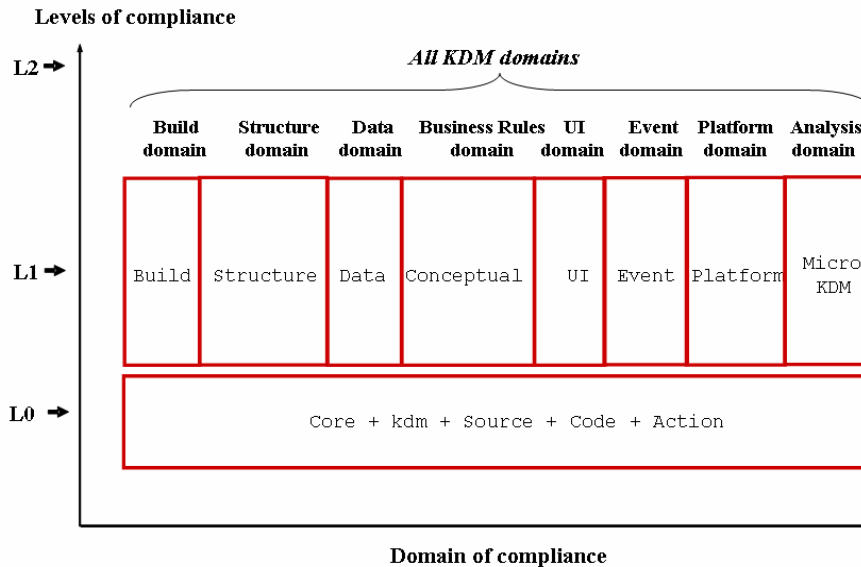 Levels of compliance
L2
All KDM domains
Build Structure Data Business Rules UI Event Platform Analysis
domain domain domain domain domain domain domain domain
L1
Build Structure Data Conceptual UI Event Platform Micro
KDM
L0
Core + kdm + Source + Code + Action
Domain of compliance